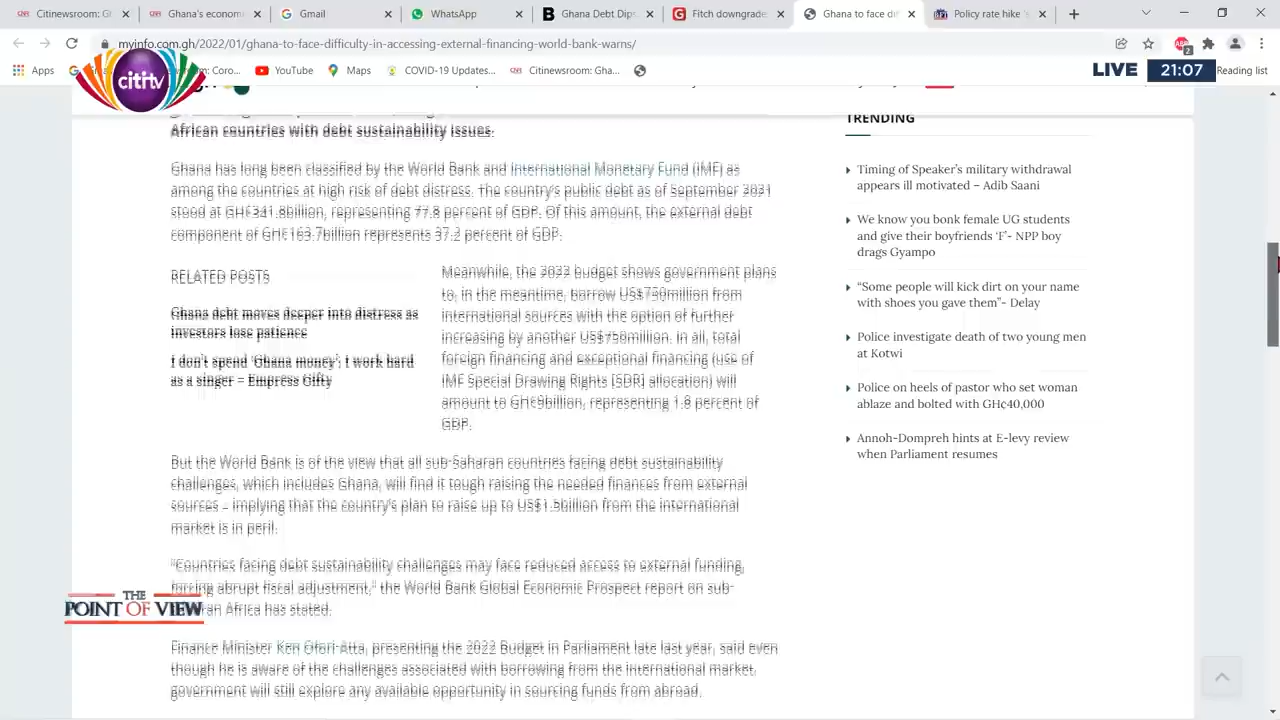 Citinewsroom: Gh
Ghana's econom
Gmail
WhatsApp
Ghana Debt Dips
Fitch downgrade
Ghana to face di
Policy rate hike '
myinfo.com.gh/2022/01/ghana-to-face-difficulty-in-accessing-external-financing-world-bank-warns/
Apps
room: Coro...
YouTube
Maps
COVID-19 Updates...
Citinewsroom: Gha...
Reading list
citi tv
LIVE 21:07
African countries with debt sustainability issues.
Ghana has long been classified by the World Bank and International Monetary Fund (IMF) as
among the countries at high risk of debt distress. The country's public debt as of September 2021
stood at GH¢341.8billion, representing 77.8 percent of GDP. Of this amount, the external debt
component of GH¢163.7billion represents 37.2 percent of GDP.
RELATED POSTS
Ghana debt moves deeper into distress as
investors lose patience
I don't spend 'Ghana money'; I work hard
as a singer – Empress Gifty
Meanwhile, the 2022 budget shows government plans
to, in the meantime, borrow US$750million from
international sources with the option of further
increasing by another US$750million. In all, total
foreign financing and exceptional financing (use of
IMF Special Drawing Rights [SDR] allocation) will
amount to GH¢9billion, representing 1.8 percent of
GDP.
But the World Bank is of the view that all sub-Saharan countries facing debt sustainability
challenges, which includes Ghana, will find it tough raising the needed finances from external
sources – implying that the country's plan to raise up to US$1.5billion from the international
market is in peril.
"Countries facing debt sustainability challenges may face reduced access to external funding,
forcing abrupt fiscal adjustment," the World Bank Global Economic Prospect report on sub-
ran Africa has stated.
Finance Minister Ken Ofori-Atta, presenting the 2022 Budget in Parliament late last year, said even
though he is aware of the challenges associated with borrowing from the international market,
government will still explore any available opportunity in sourcing funds from abroad.
TRENDING
Timing of Speaker's military withdrawal
appears ill motivated – Adib Saani
We know you bonk female UG students
and give their boyfriends 'F'- NPP boy
drags Gyampo
"Some people will kick dirt on your name
with shoes you gave them"- Delay
Police investigate death of two young men
at Kotwi
Police on heels of pastor who set woman
ablaze and bolted with GH¢40,000
Annoh-Dompreh hints at E-levy review
when Parliament resumes
THE
POINT OF VIEW